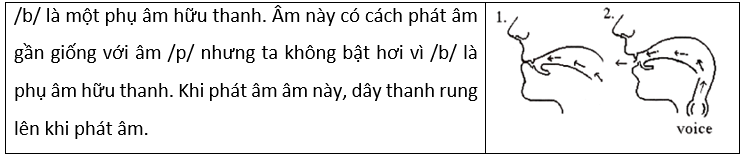 /b/ là một phụ âm hữu thanh. Âm này có cách phát âm
gần giống với âm /p/ nhưng ta không bật hơi vì /b/ là
phụ âm hữu thanh. Khi phát âm âm này, dây thanh rung
lên khi phát âm.
1.
2.
voice